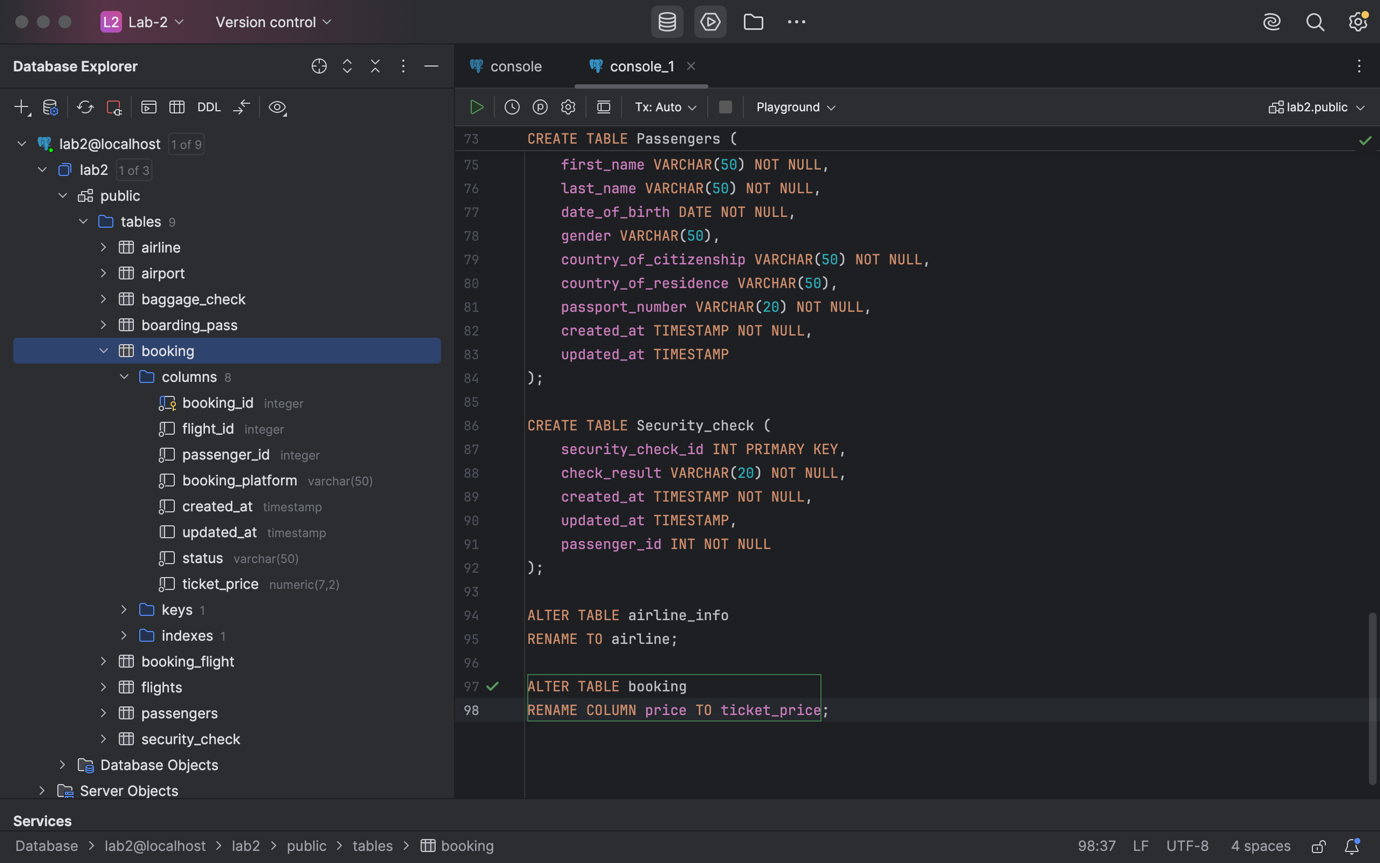 L2 Lab-2 Version control
Database Explorer
console console_1
DDL
Tx: Auto Playground lab2.public
lab2@localhost 1 of 9
lab2 1 of 3
public
tables 9
airline
airport
baggage_check
boarding_pass
booking
columns 8
booking_id integer
flight_id integer
passenger_id integer
booking_platform varchar(50)
created_at timestamp
updated_at timestamp
status varchar(50)
ticket_price numeric(7,2)
keys 1
indexes 1
booking_flight
flights
passengers
security_check
Database Objects
Server Objects
73 CREATE TABLE Passengers (
75 first_name VARCHAR(50) NOT NULL,
76 last_name VARCHAR(50) NOT NULL,
77 date_of_birth DATE NOT NULL,
78 gender VARCHAR(50),
79 country_of_citizenship VARCHAR(50) NOT NULL,
80 country_of_residence VARCHAR(50),
81 passport_number VARCHAR(20) NOT NULL,
82 created_at TIMESTAMP NOT NULL,
83 updated_at TIMESTAMP
84 );
85
86 CREATE TABLE Security_check (
87 security_check_id INT PRIMARY KEY,
88 check_result VARCHAR(20) NOT NULL,
89 created_at TIMESTAMP NOT NULL,
90 updated_at TIMESTAMP,
91 passenger_id INT NOT NULL
92 );
93
94 ALTER TABLE airline_info
95 RENAME TO airline;
96
97 ALTER TABLE booking
98 RENAME COLUMN price TO ticket_price;
Services
Database > lab2@localhost > lab2 > public > tables > booking
98:37 LF UTF-8 4 spaces